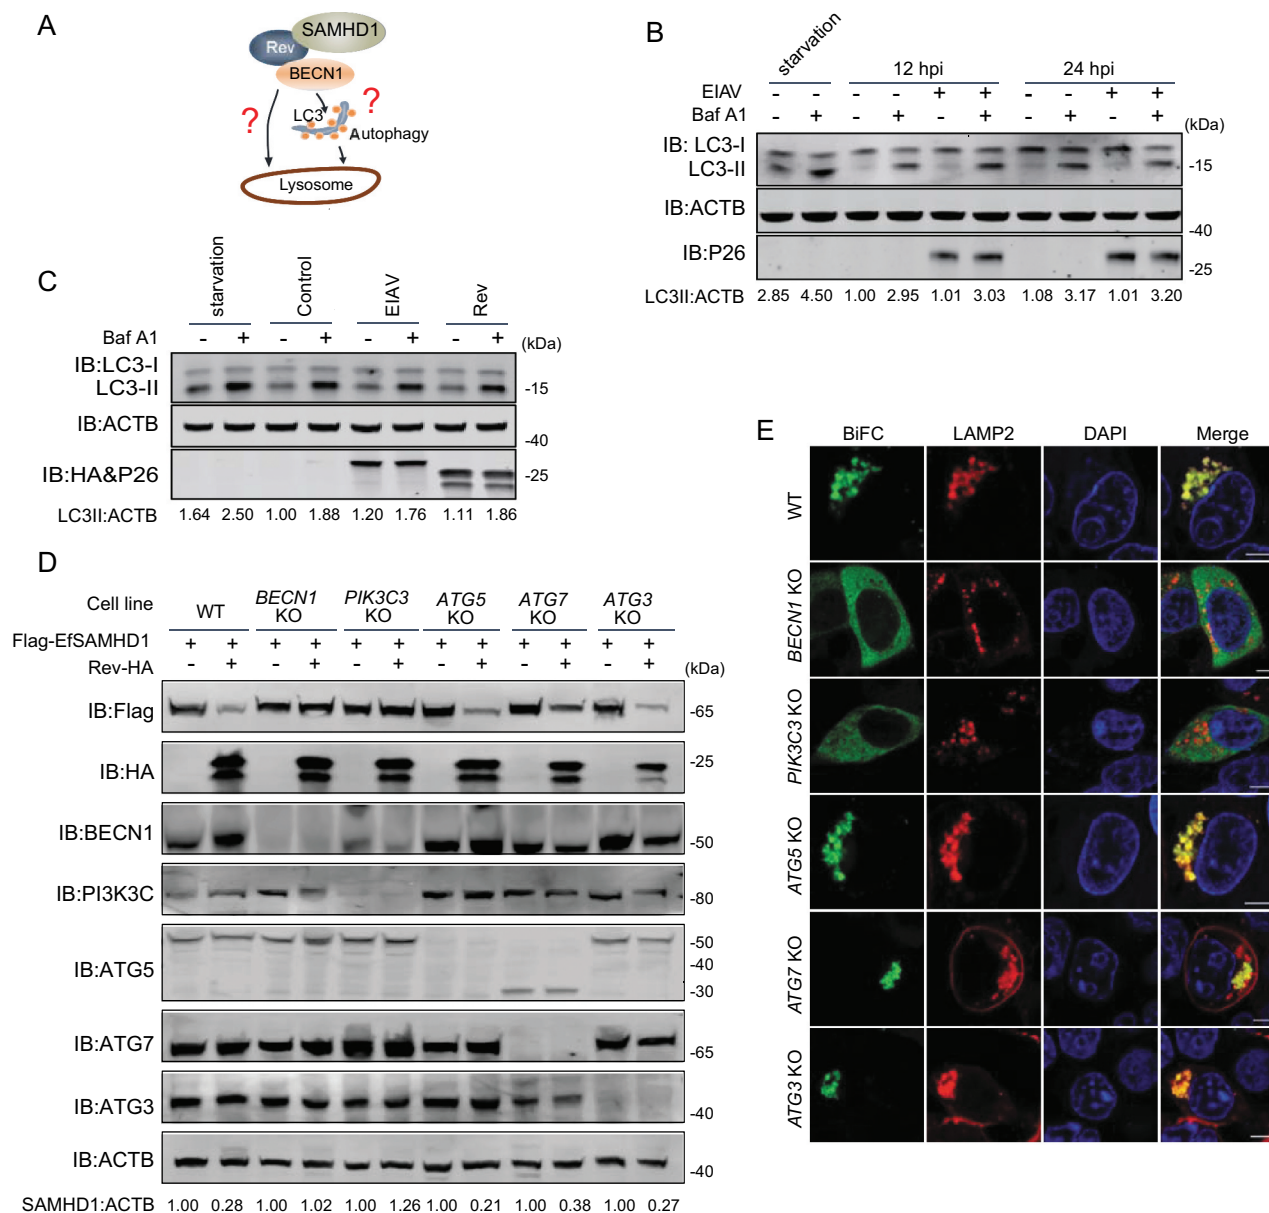 A
SAMHD1
Rev
BECN1
?
?
LC3
Autophagy
Lysosome
B
starvation
12 hpi
24 hpi
EIAV - - - - + + - - + +
Baf A1 - + - + - + - + - +
(kDa)
IB: LC3-I
LC3-II
-15
IB:ACTB
-40
IB:P26
-25
LC3II:ACTB 2.85 4.50 1.00 2.95 1.01 3.03 1.08 3.17 1.01 3.20
C
starvation
Control
EIAV
Rev
Baf A1 - + - + - + - +
(kDa)
IB:LC3-I
LC3-II
-15
IB:ACTB
-40
IB:HA&P26
-25
LC3II:ACTB 1.64 2.50 1.00 1.88 1.20 1.76 1.11 1.86
D
Cell line WT BECN1 KO PIK3C3 KO ATG5 KO ATG7 KO ATG3 KO
Flag-EfSAMHD1 + + + + + + + + + + + +
Rev-HA - + - + - + - + - + - +
(kDa)
IB:Flag
-65
IB:HA
-25
IB:BECN1
-50
IB:PI3K3C
-80
IB:ATG5
-50
-40
-30
IB:ATG7
-65
IB:ATG3
-40
IB:ACTB
-40
SAMHD1:ACTB 1.00 0.28 1.00 1.02 1.00 1.26 1.00 0.21 1.00 0.38 1.00 0.27
E
BiFC LAMP2 DAPI Merge
WT
BECN1 KO
PIK3C3 KO
ATG5 KO
ATG7 KO
ATG3 KO